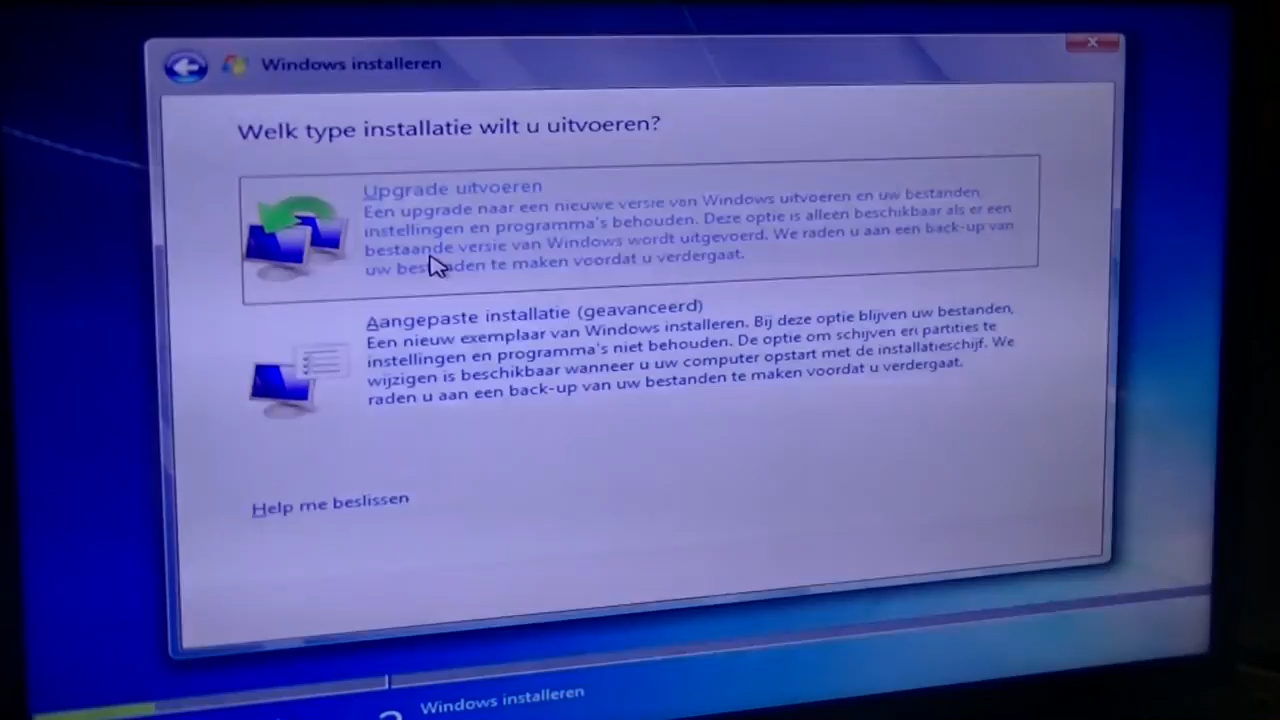 Windows installeren
Welk type installatie wilt u uitvoeren?
Upgrade uitvoeren
Een upgrade naar een nieuwe versie van Windows uitvoeren en uw bestanden,
instellingen en programma's behouden. Deze optie is alleen beschikbaar als er een
bestaande versie van Windows wordt uitgevoerd. We raden u aan een back-up van
uw bestanden te maken voordat u verdergaat.
Aangepaste installatie (geavanceerd)
Een nieuw exemplaar van Windows installeren. Bij deze optie blijven uw bestanden,
instellingen en programma's niet behouden. De optie om schijven en partities te
wijzigen is beschikbaar wanneer u uw computer opstart met de installatieschijf. We
raden u aan een back-up van uw bestanden te maken voordat u verdergaat.
Help me beslissen
2 Windows installeren